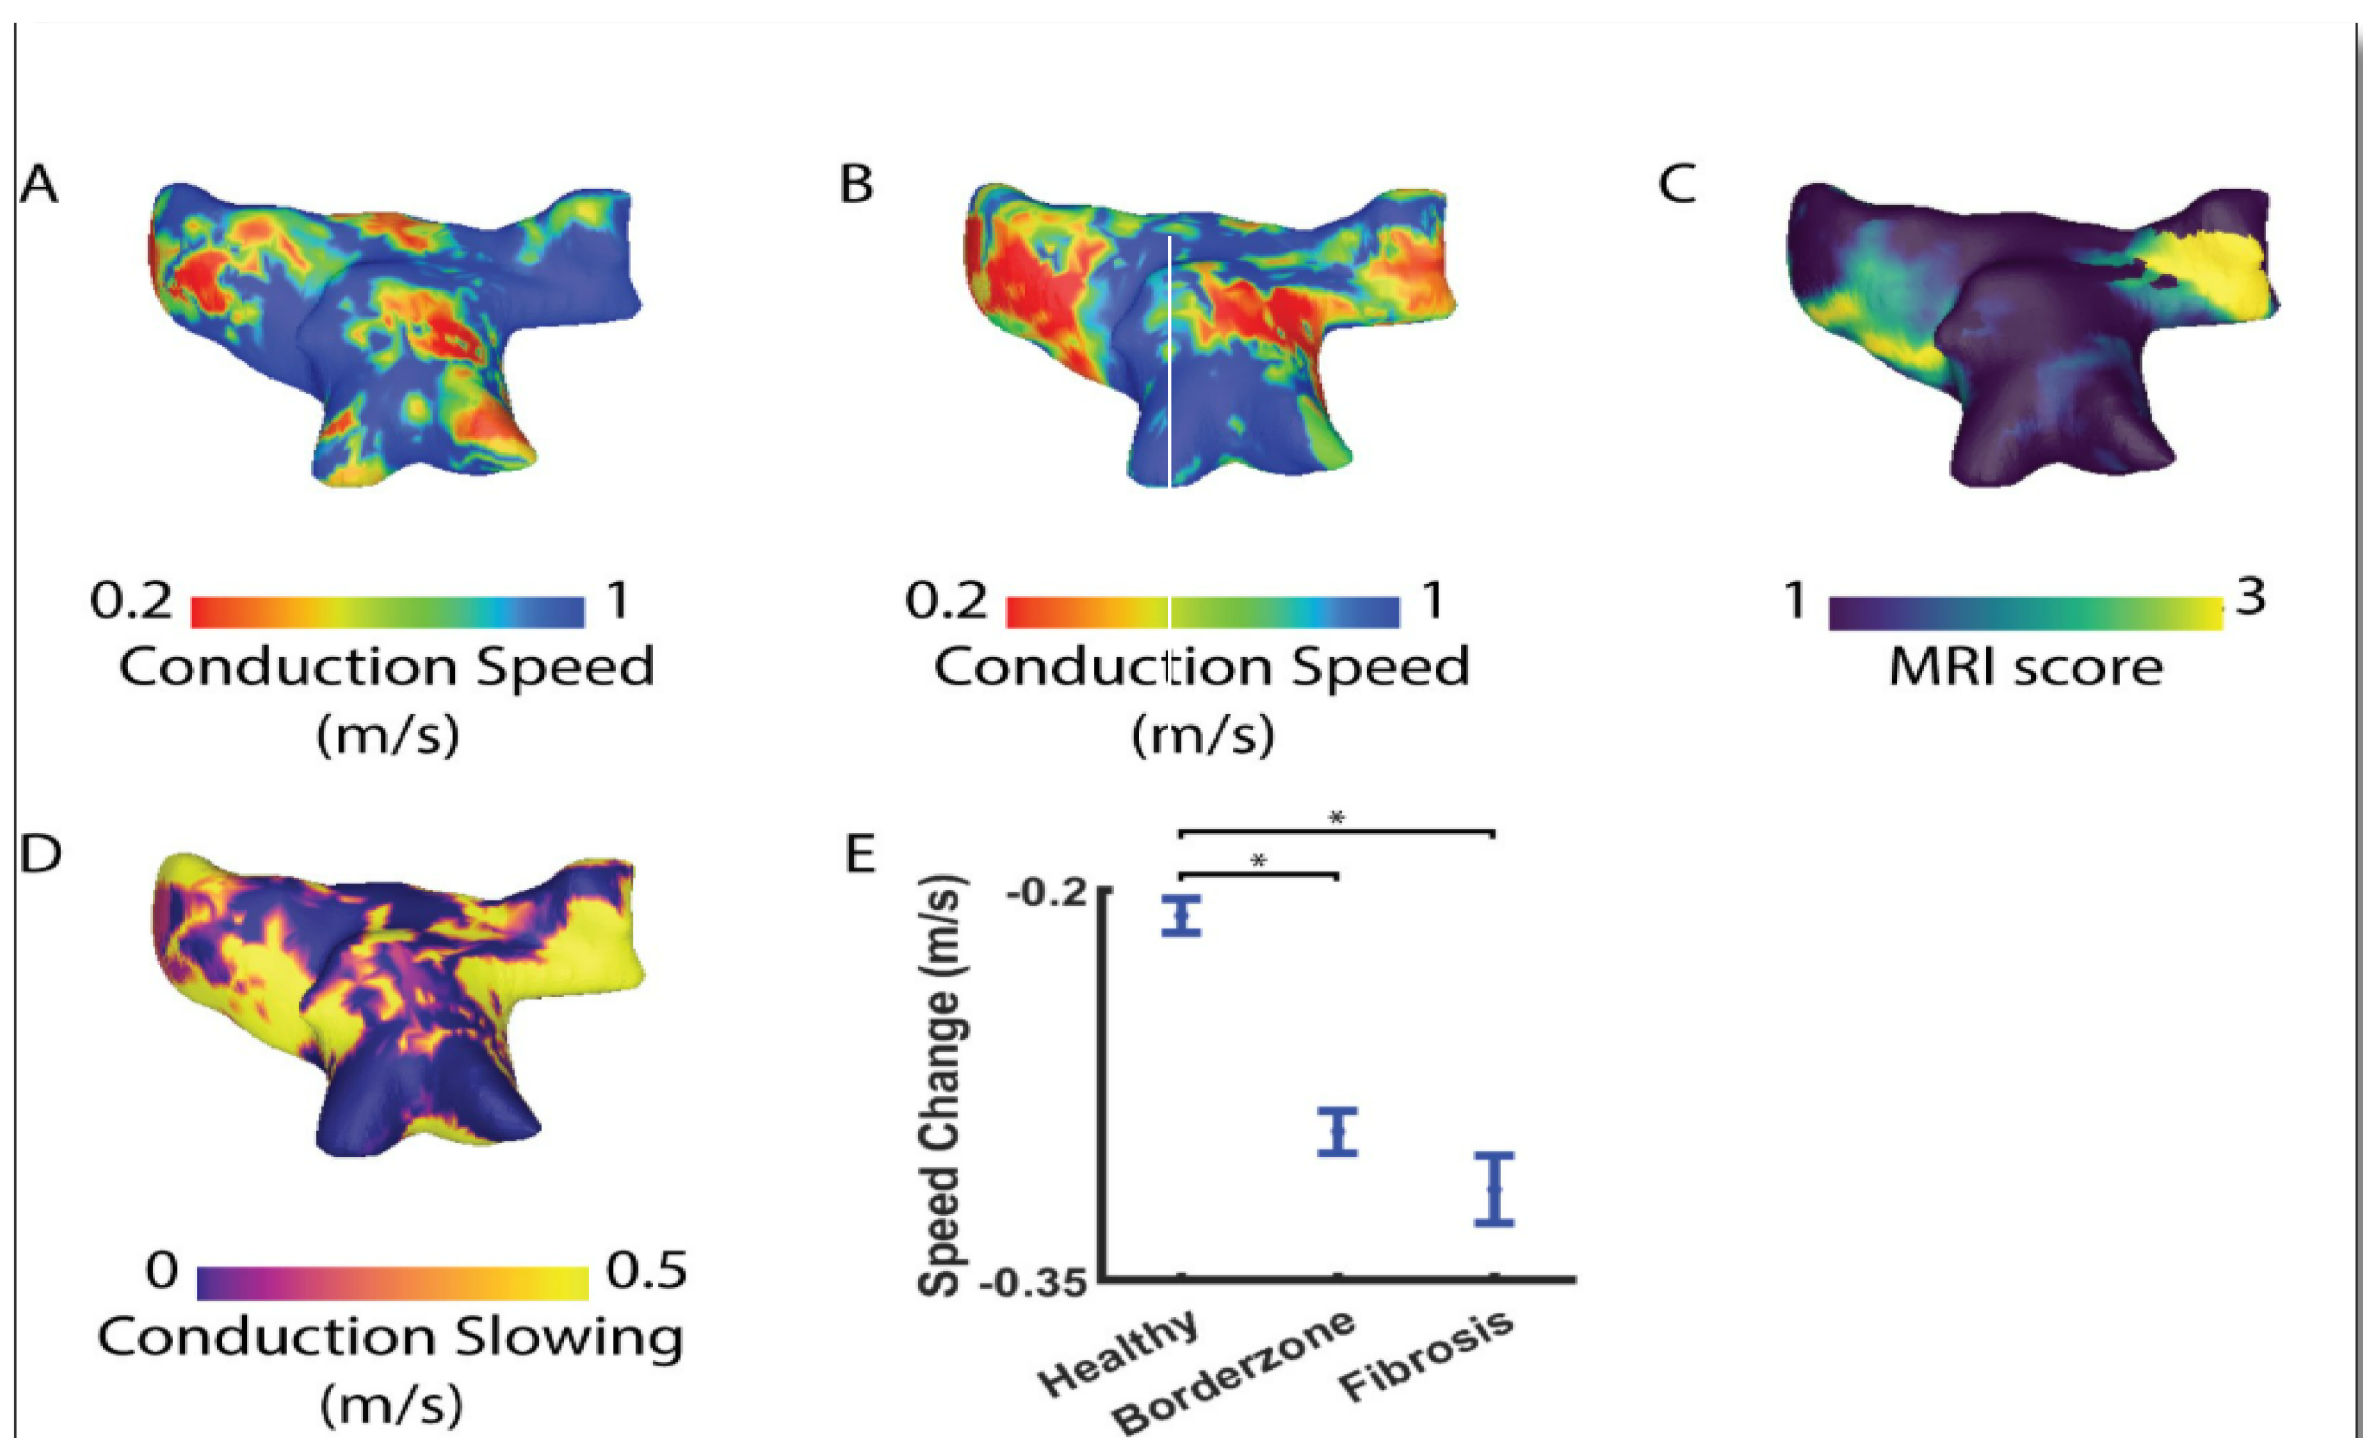 A
B
C
0.2
1
Conduction Speed
(m/s)
0.2
1
Conduction Speed
(m/s)
1
3
MRI score
D
0
0.5
Conduction Slowing
(m/s)
E
*
*
-0.2
-0.35
Speed Change (m/s)
Healthy
Borderzone
Fibrosis